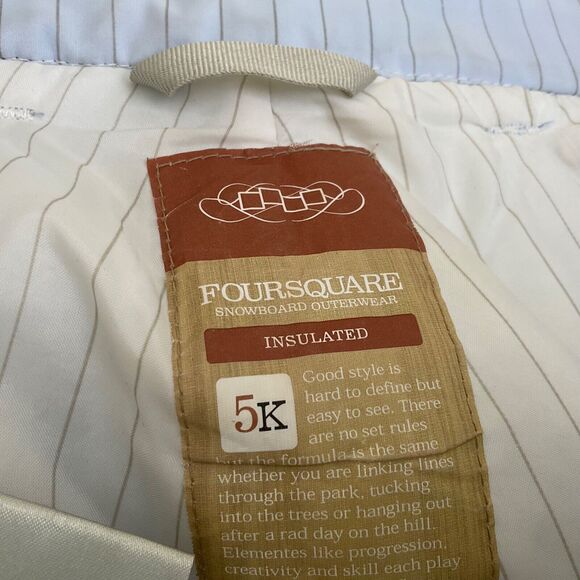 FOURSQUARE
SNOWBOARD OUTERWEAR
INSULATED
5K
Good style is
hard to define but
easy to see. There
are no set rules
but the formula is the same
whether you are linking lines
through the park, tucking
into the trees or hanging out
after a rad day on the hill.
Elementes like progression,
creativity and skill each play